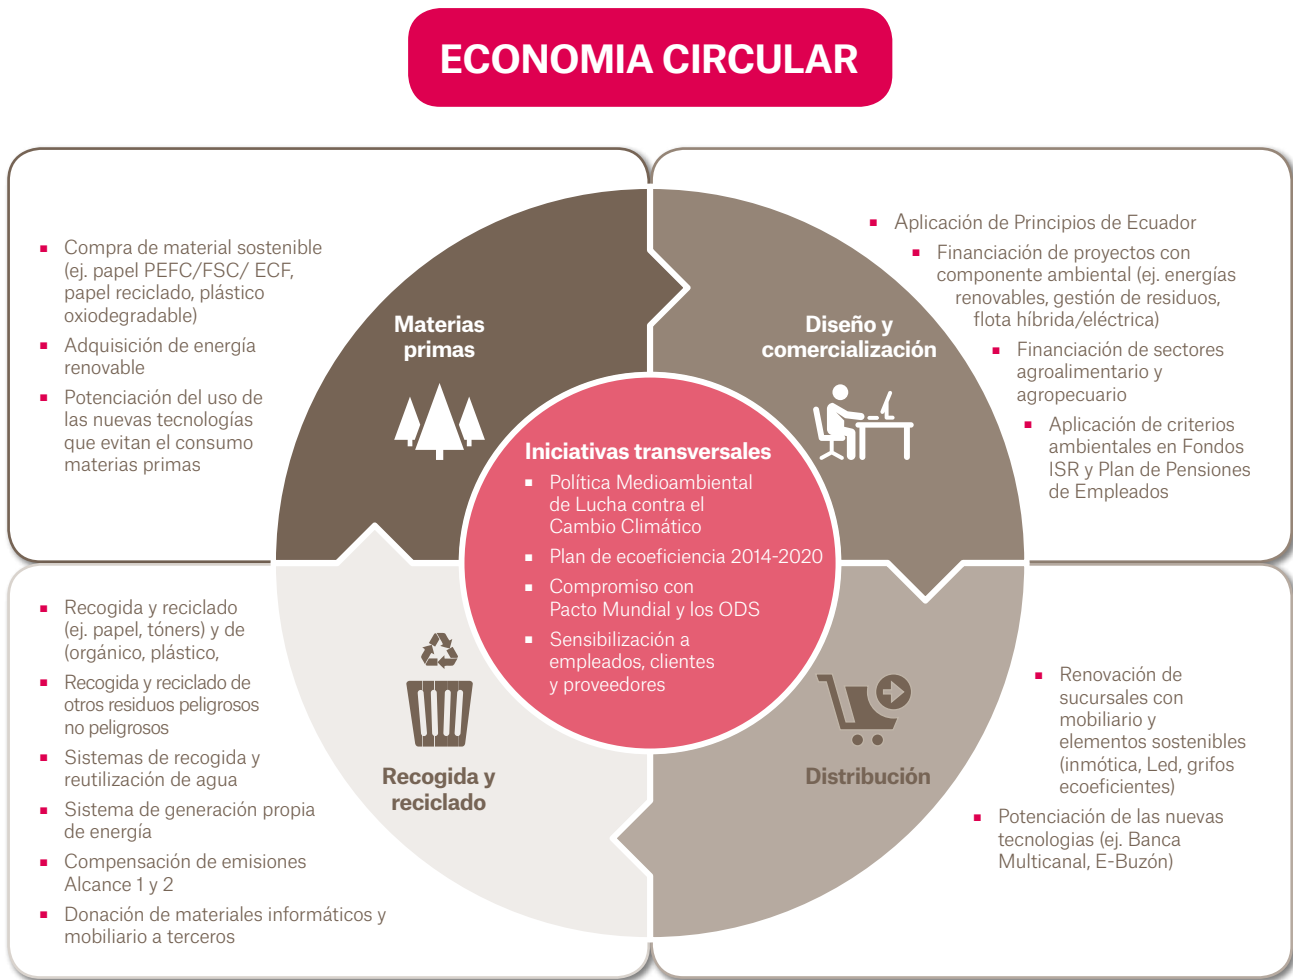 ECONOMIA CIRCULAR
Compra de material sostenible
(ej. papel PEFC/FSC/ ECF,
papel reciclado, plástico
oxiodegradable)
Adquisición de energía
renovable
Potenciación del uso de
las nuevas tecnologías
que evitan el consumo
materias primas
Materias
primas
Diseño y
comercialización
Aplicación de Principios de Ecuador
Financiación de proyectos con
componente ambiental (ej. energías
renovables, gestión de residuos,
flota híbrida/eléctrica)
Financiación de sectores
agroalimentario y
agropecuario
Aplicación de criterios
ambientales en Fondos
ISR y Plan de Pensiones
de Empleados
Iniciativas transversales
Política Medioambiental
de Lucha contra el
Cambio Climático
Plan de ecoeficiencia 2014-2020
Compromiso con
Pacto Mundial y los ODS
Sensibilización a
empleados, clientes
y proveedores
Recogida y reciclado
(ej. papel, tóners) y de
(orgánico, plástico,
Recogida y reciclado de
otros residuos peligrosos
no peligrosos
Sistemas de recogida y
reutilización de agua
Sistema de generación propia
de energía
Compensación de emisiones
Alcance 1 y 2
Donación de materiales informáticos y
mobiliario a terceros
Recogida y
reciclado
Distribución
Renovación de
sucursales con
mobiliario y
elementos sostenibles
(inmótica, Led, grifos
ecoeficientes)
Potenciación de las nuevas
tecnologias (ej. Banca
Multicanal, E-Buzón)